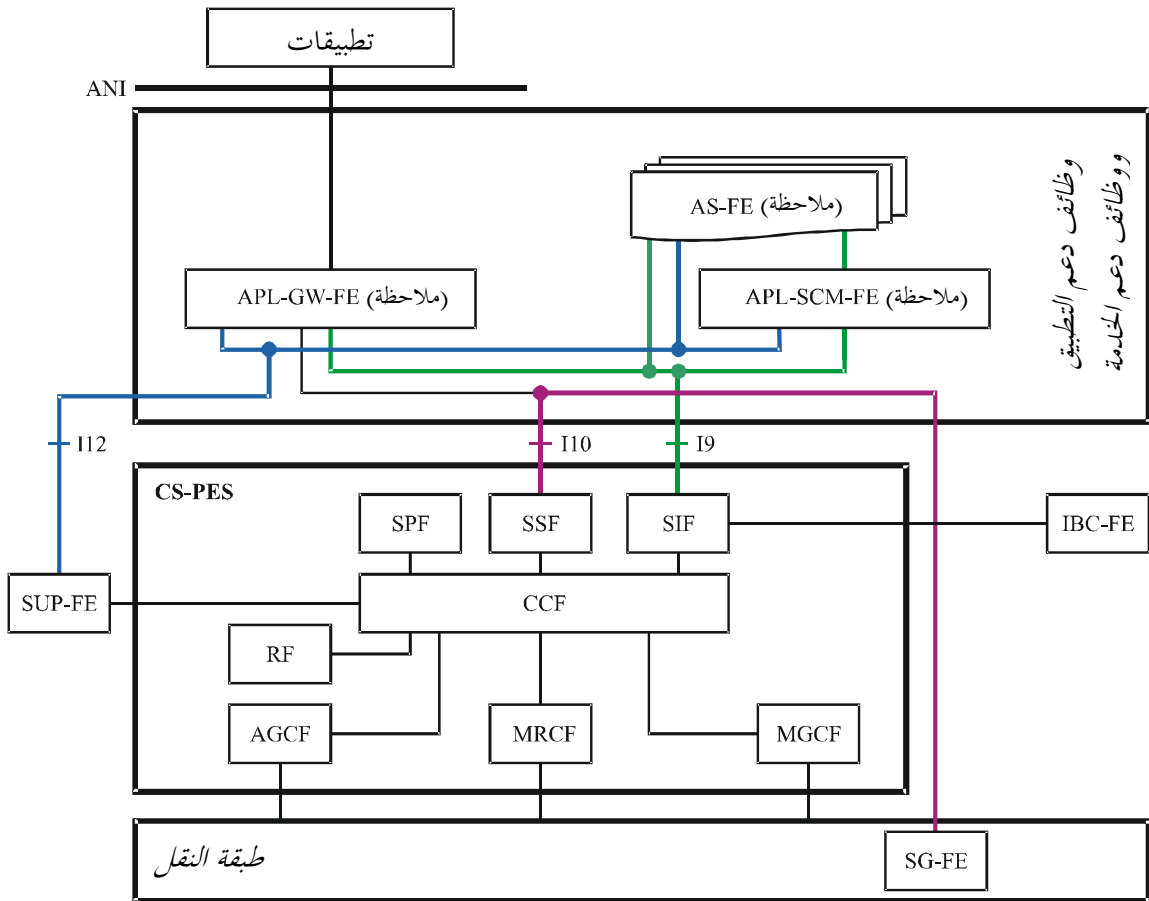 تطبيقات
ANI
وظائف دعم التطبيق
ووظائف دعم الخدمة
AS-FE (ملاحظة)
APL-GW-FE (ملاحظة)
APL-SCM-FE (ملاحظة)
I12
I10
I9
CS-PES
SPF
SSF
SIF
IBC-FE
SUP-FE
CCF
RF
AGCF
MRCF
MGCF
طبقة النقل
SG-FE